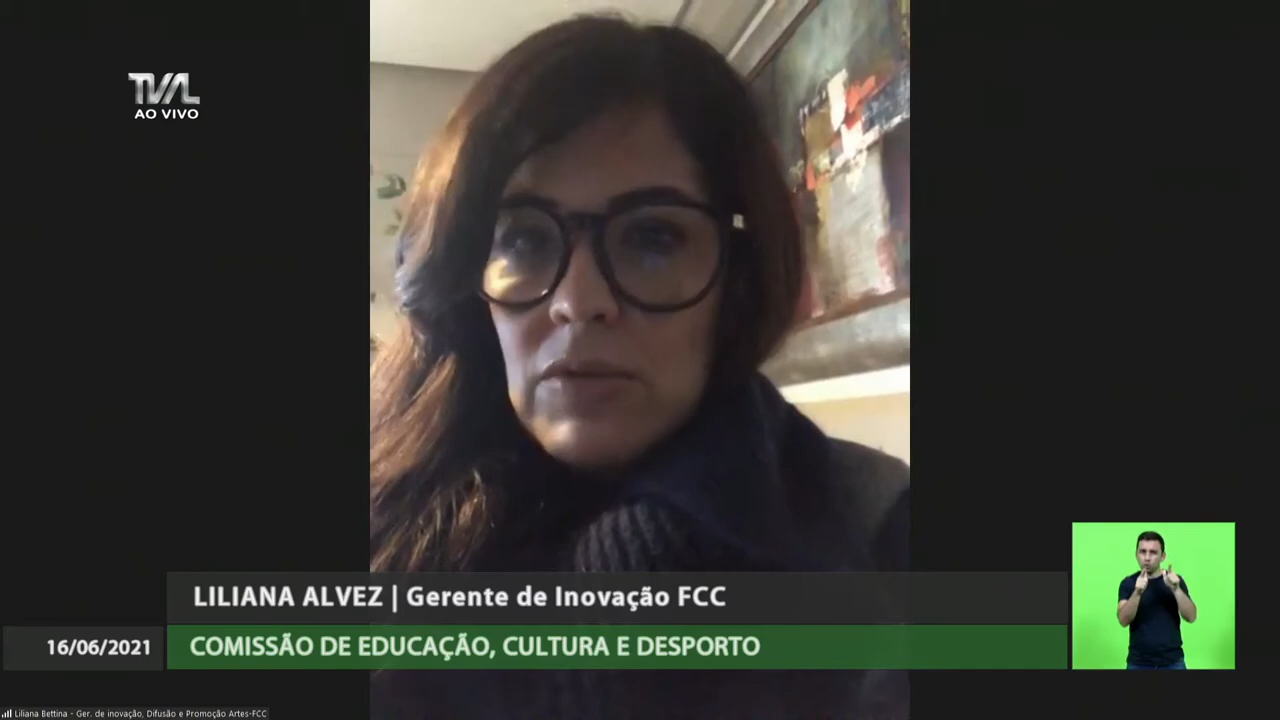 TVAL
AO VIVO
LILIANA ALVEZ | Gerente de Inovação FCC
16/06/2021
COMISSÃO DE EDUCAÇÃO, CULTURA E DESPORTO
Liliana Bettina - Ger. de inovação, Difusão e Promoção Artes-FCC